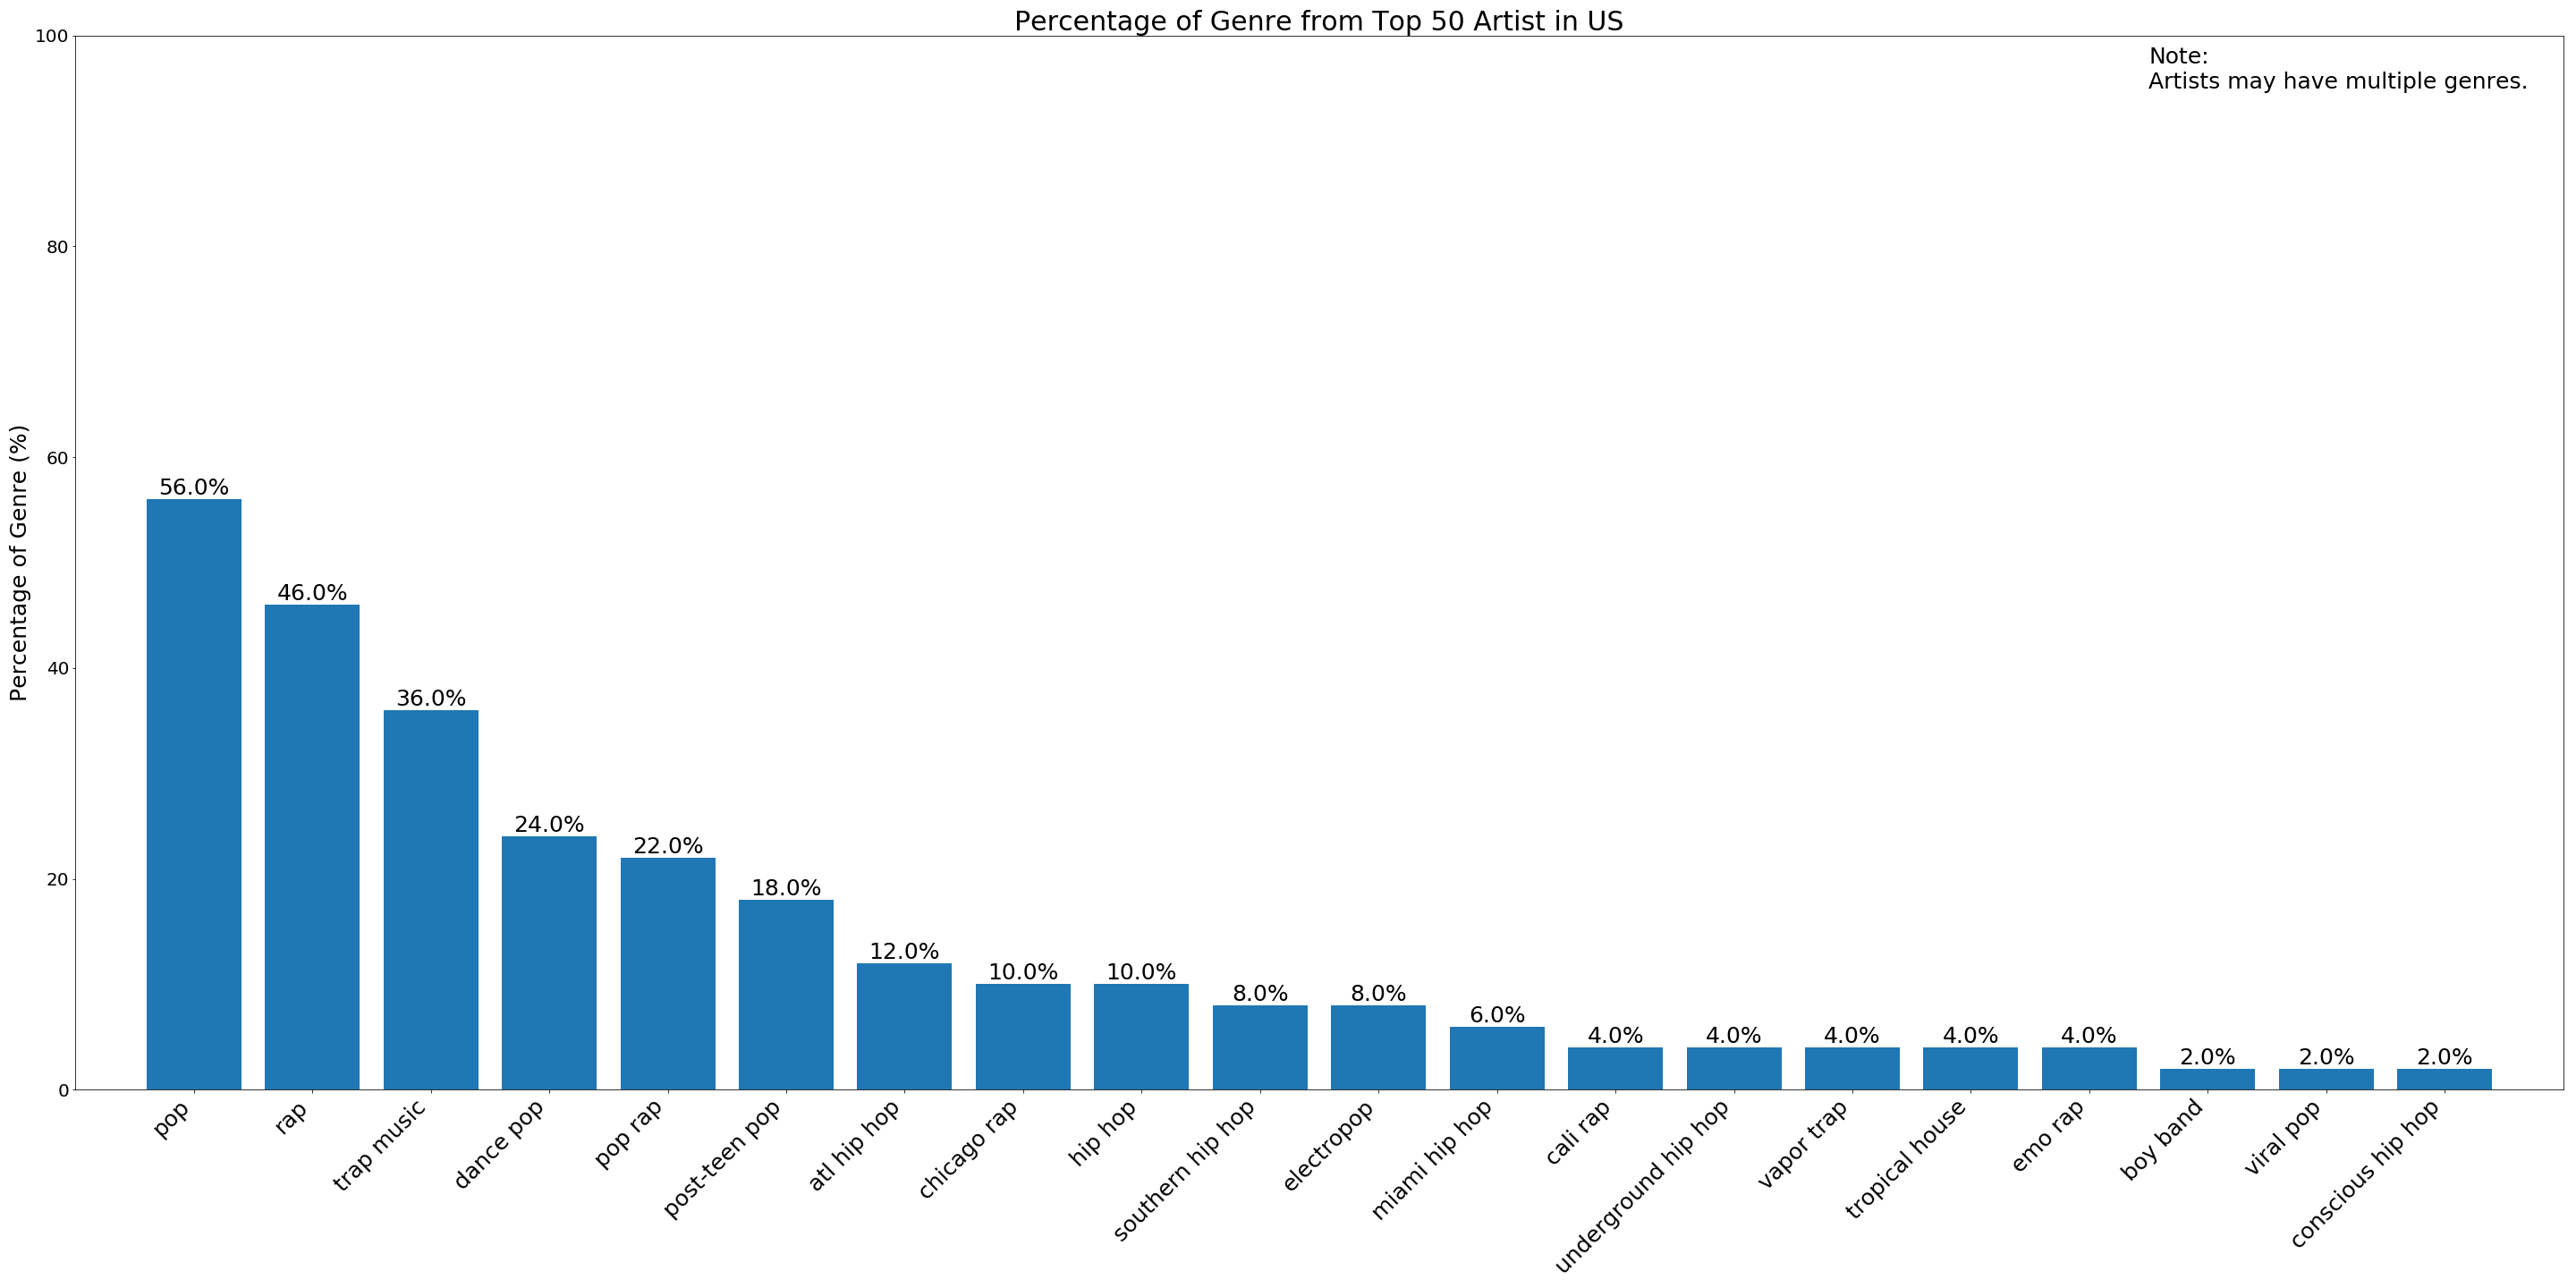 Percentage of Genre from Top 50 Artist in US
Note:
Artists may have multiple genres.
Percentage of Genre (%)
100
80
60
40
20
0
56.0%
46.0%
36.0%
24.0%
22.0%
18.0%
12.0%
10.0%
10.0%
8.0%
8.0%
6.0%
4.0%
4.0%
4.0%
4.0%
4.0%
2.0%
2.0%
2.0%
pop
rap
trap music
dance pop
pop rap
post-teen pop
atl hip hop
chicago rap
hip hop
southern hip hop
electropop
miami hip hop
cali rap
underground hip hop
vapor trap
tropical house
emo rap
boy band
viral pop
conscious hip hop